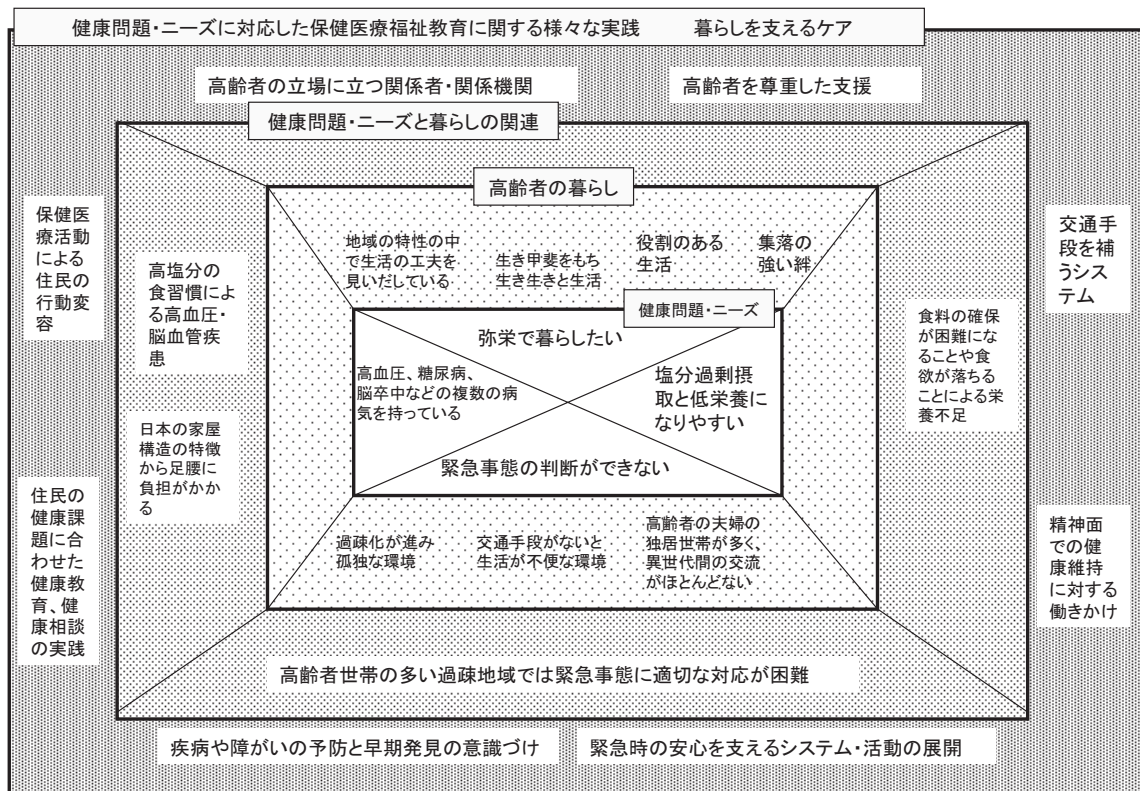 健康問題・ニーズに対応した保健医療福祉教育に関する様々な実践　　暮らしを支えるケア
高齢者の立場に立つ関係者・関係機関
高齢者を尊重した支援
健康問題・ニーズと暮らしの関連
高齢者の暮らし
保健医
療活動
による
住民の
行動変
容
高塩分の
食習慣によ
る高血圧・
脳血管疾
患
地域の特性の中
で生活の工夫を
見いだしている
生き甲斐をもち
生き生きと生活
役割のある
生活
集落の
強い絆
交通手
段を補
うシス
テム
健康問題・ニーズ
弥栄で暮らしたい
高血圧、糖尿病、
脳卒中などの複数の病
気を持っている
塩分過剰摂
取と低栄養に
なりやすい
緊急事態の判断ができない
食料の確保
が困難にな
ることや食
欲が落ちる
ことによる栄
養不足
日本の家屋
構造の特徴
から足腰に
負担がかか
る
住民の
健康課
題に合
わせた
健康教
育、健
康相談
の実践
過疎化が進み
孤独な環境
交通手段がないと
生活が不便な環境
高齢者の夫婦の
独居世帯が多く、
異世代間の交流
がほとんどない
精神面
での健
康維持
に対する
働きかけ
高齢者世帯の多い過疎地域では緊急事態に適切な対応が困難
疾病や障がいの予防と早期発見の意識づけ
緊急時の安心を支えるシステム・活動の展開